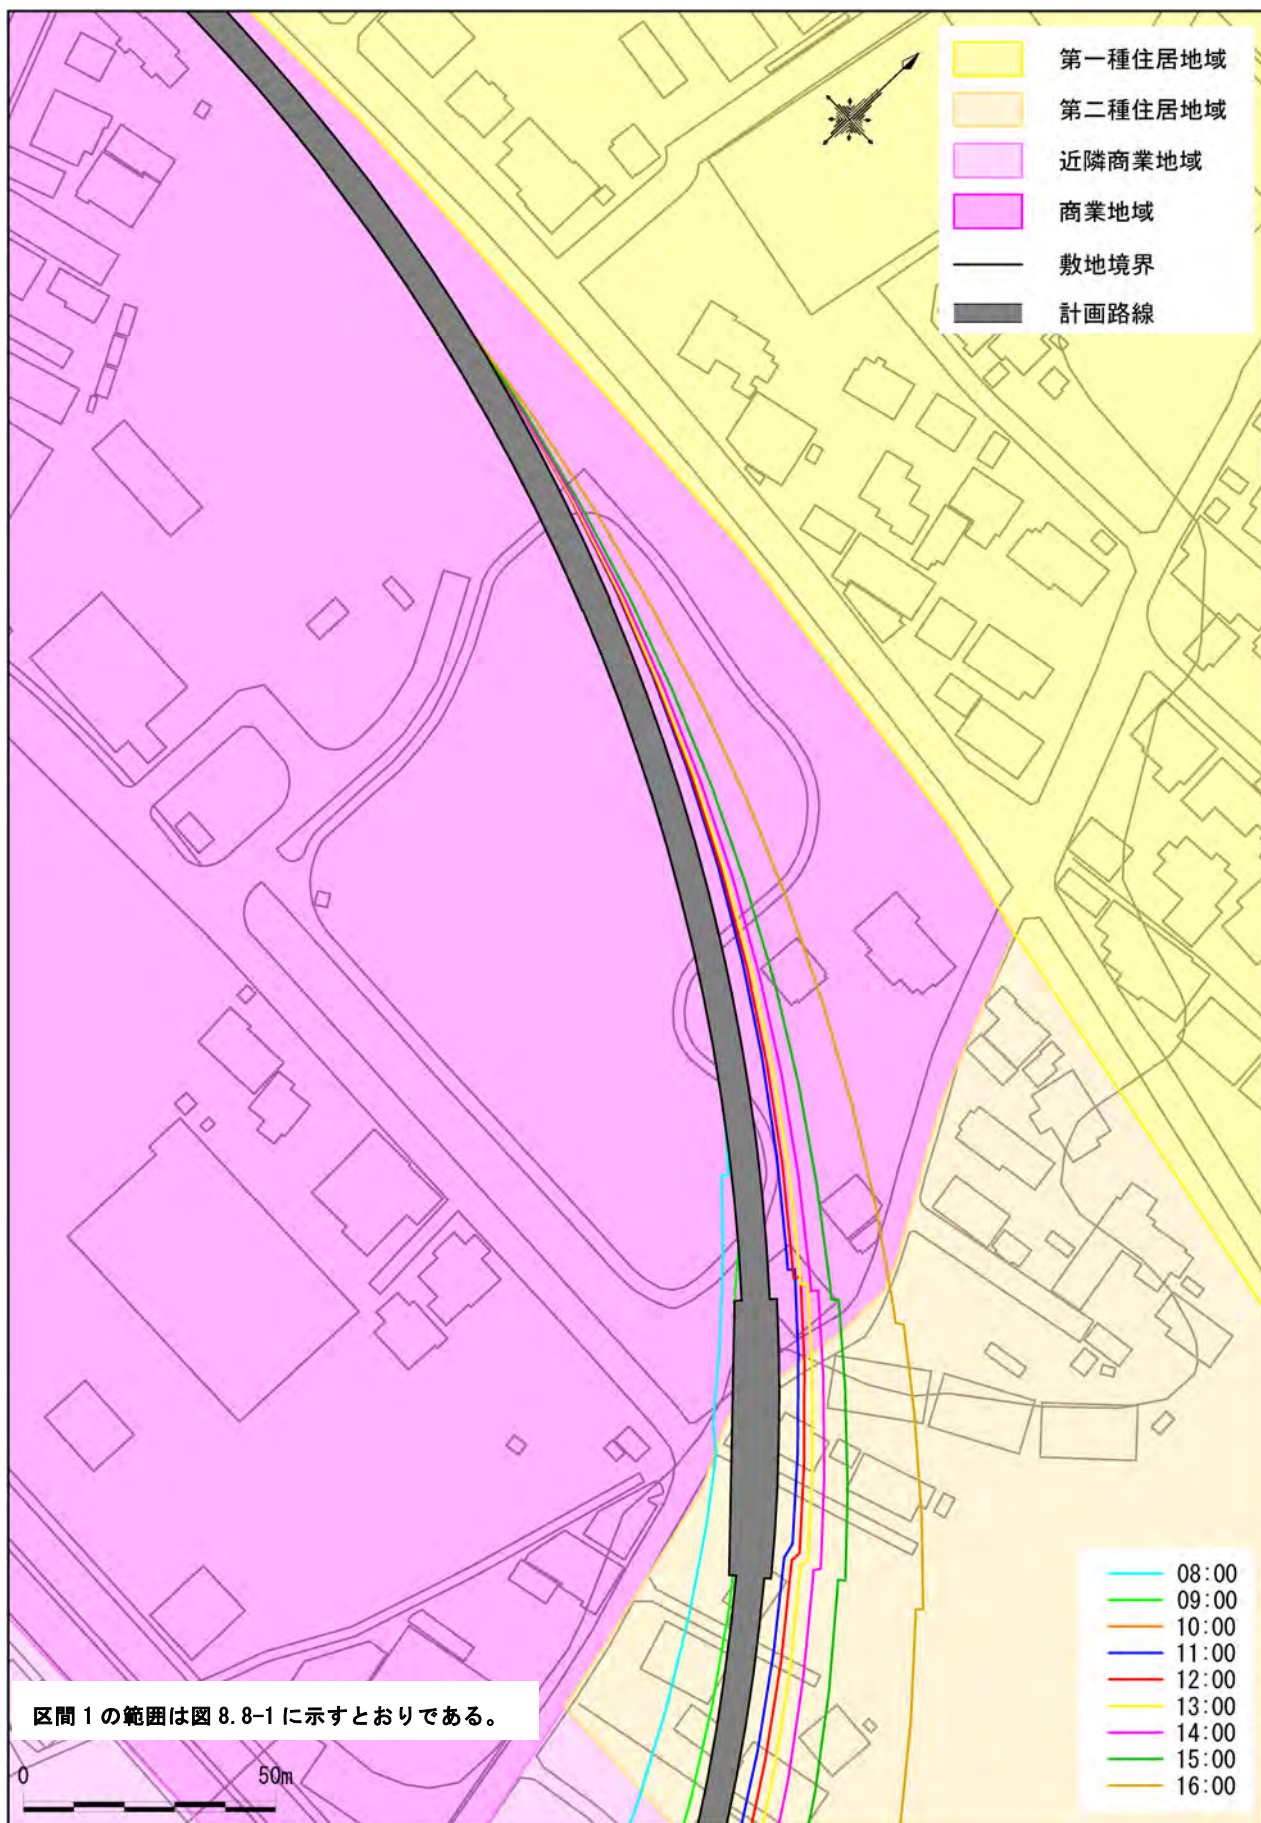 第一種住居地域
第二種住居地域
近隣商業地域
商業地域
敷地境界
計画路線
08:00
09:00
10:00
11:00
12:00
13:00
14:00
15:00
16:00
区間1の範囲は図8.8-1に示すとおりである。
0 50m